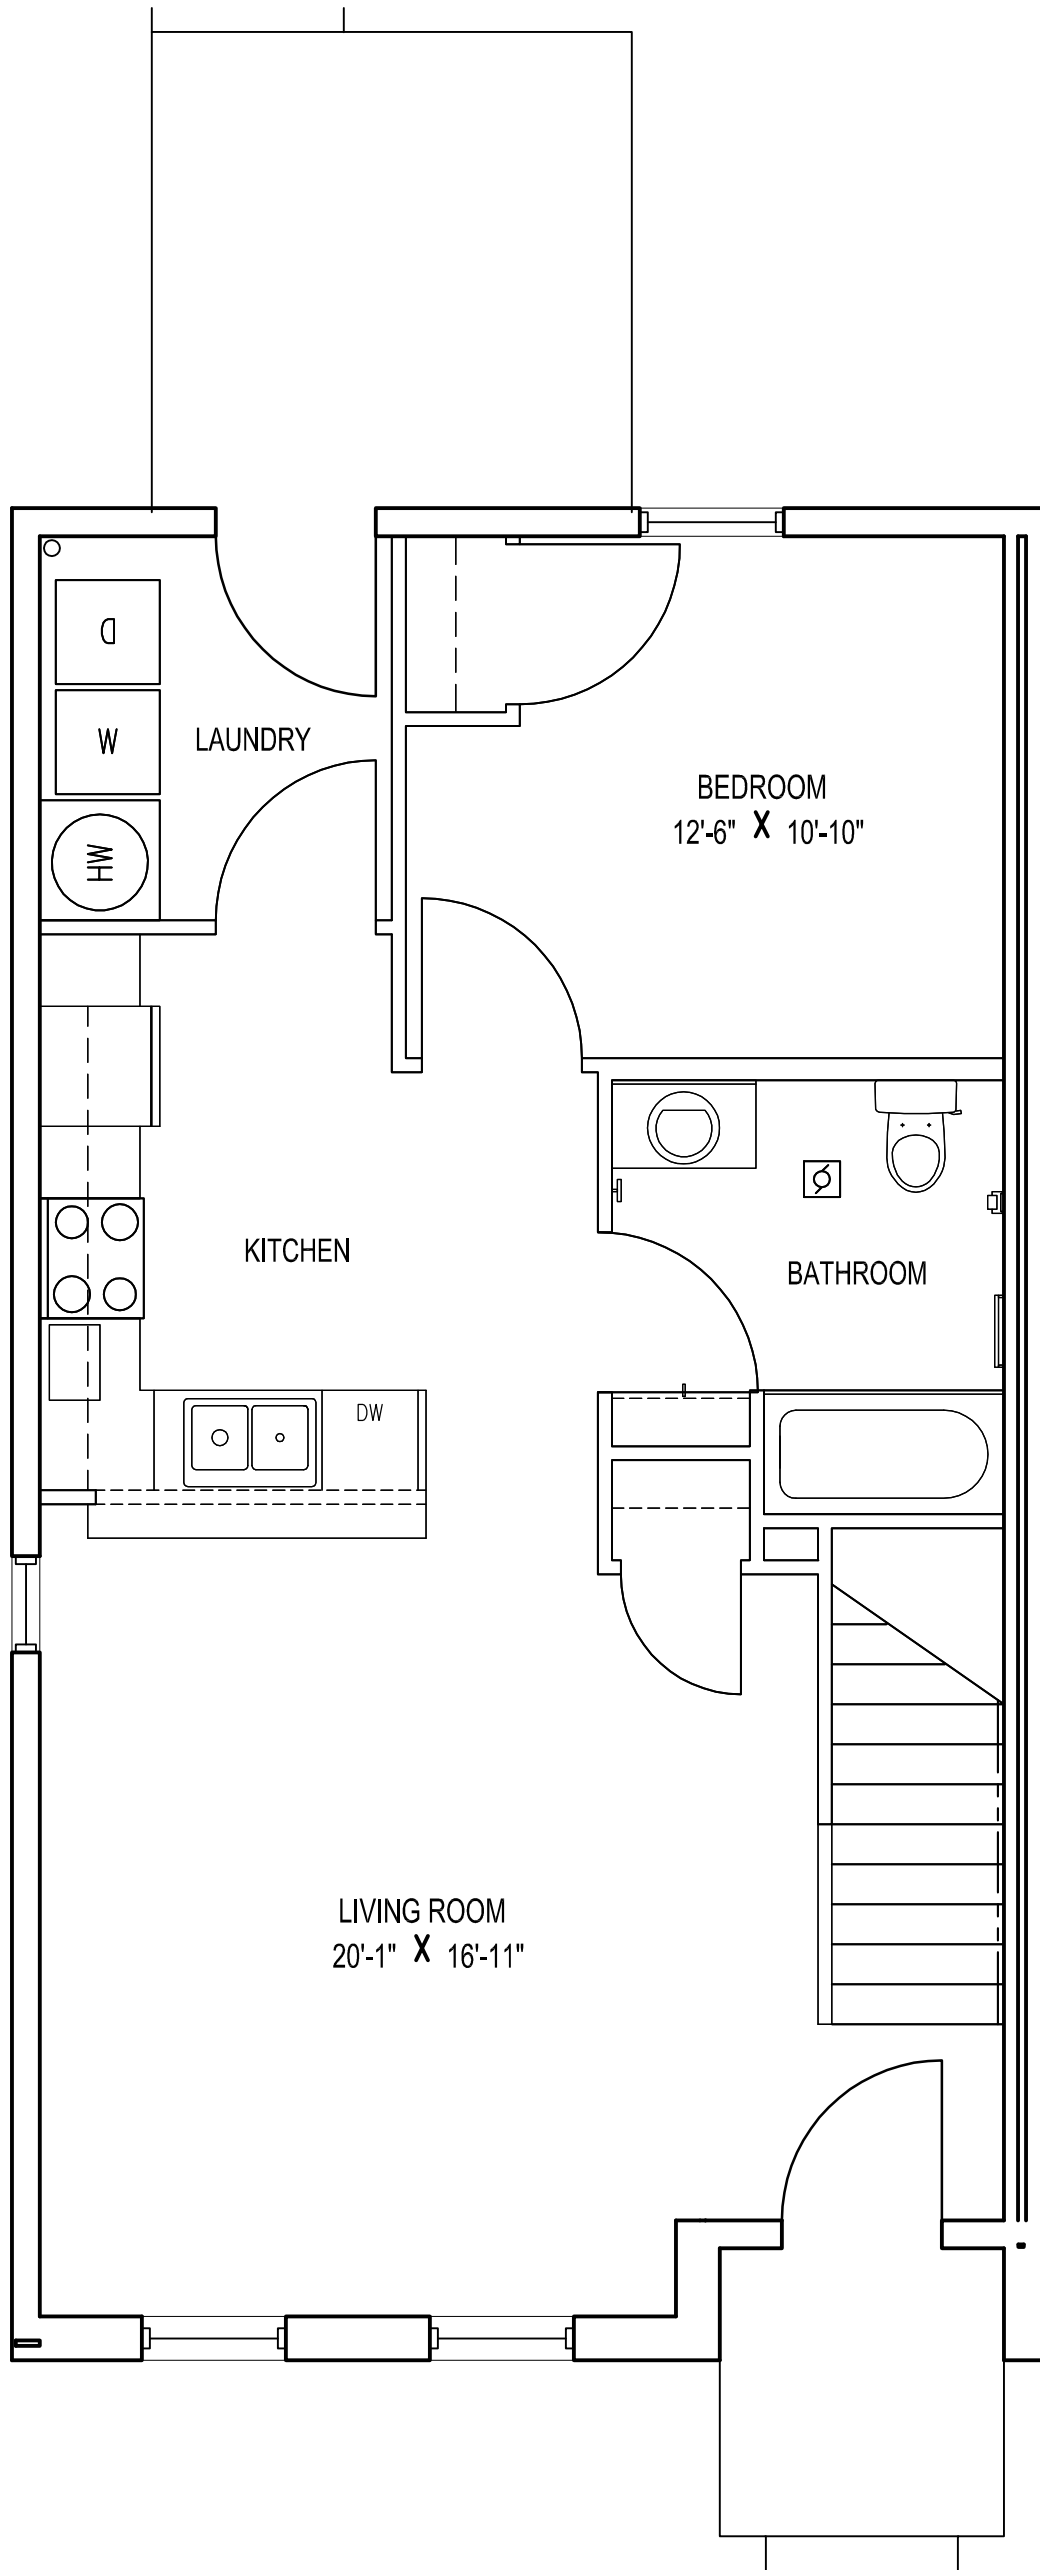 D
W
LAUNDRY
HW
BEDROOM
12'-6" X 10'-10"
KITCHEN
BATHROOM
DW
LIVING ROOM
20'-1" X 16'-11"